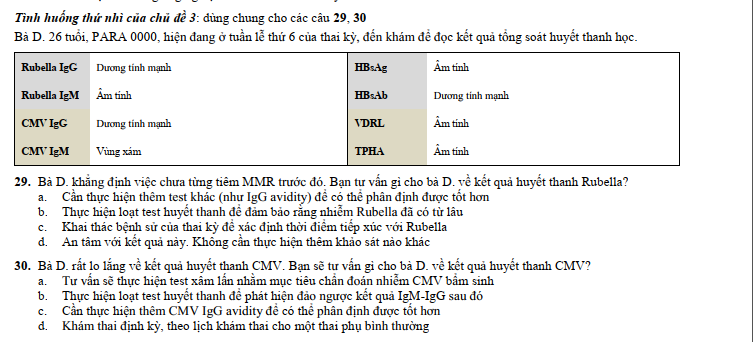 Tình huống thứ nhì của chủ đề 3: dùng chung cho các câu 29, 30
Bà D. 26 tuổi, PARA 0000, hiện đang ở tuần lễ thứ 6 của thai kỳ, đến khám để đọc kết quả tổng soát huyết thanh học.
Rubella IgG Dương tính mạnh HBsAg Âm tính
Rubella IgM Âm tính HBsAb Dương tính mạnh
CMV IgG Dương tính mạnh VDRL Âm tính
CMV IgM Vùng xám TPHA Âm tính
29. Bà D. khẳng định việc chưa từng tiêm MMR trước đó. Bạn tư vấn gì cho bà D. về kết quả huyết thanh Rubella?
a. Cần thực hiện thêm test khác (như IgG avidity) để có thể phân định được tốt hơn
b. Thực hiện loạt test huyết thanh để đảm bảo rằng nhiễm Rubella đã có từ lâu
c. Khai thác bệnh sử của thai kỳ để xác định thời điểm tiếp xúc với Rubella
d. An tâm với kết quả này. Không cần thực hiện thêm khảo sát nào khác
30. Bà D. rất lo lắng về kết quả huyết thanh CMV. Bạn sẽ tư vấn gì cho bà D. về kết quả huyết thanh CMV?
a. Tư vấn sẽ thực hiện test xâm lấn nhằm mục tiêu chẩn đoán nhiễm CMV bẩm sinh
b. Thực hiện loạt test huyết thanh để phát hiện đảo ngược kết quả IgM-IgG sau đó
c. Cần thực hiện thêm CMV IgG avidity để có thể phân định được tốt hơn
d. Khám thai định kỳ, theo lịch khám thai cho một thai phụ bình thường